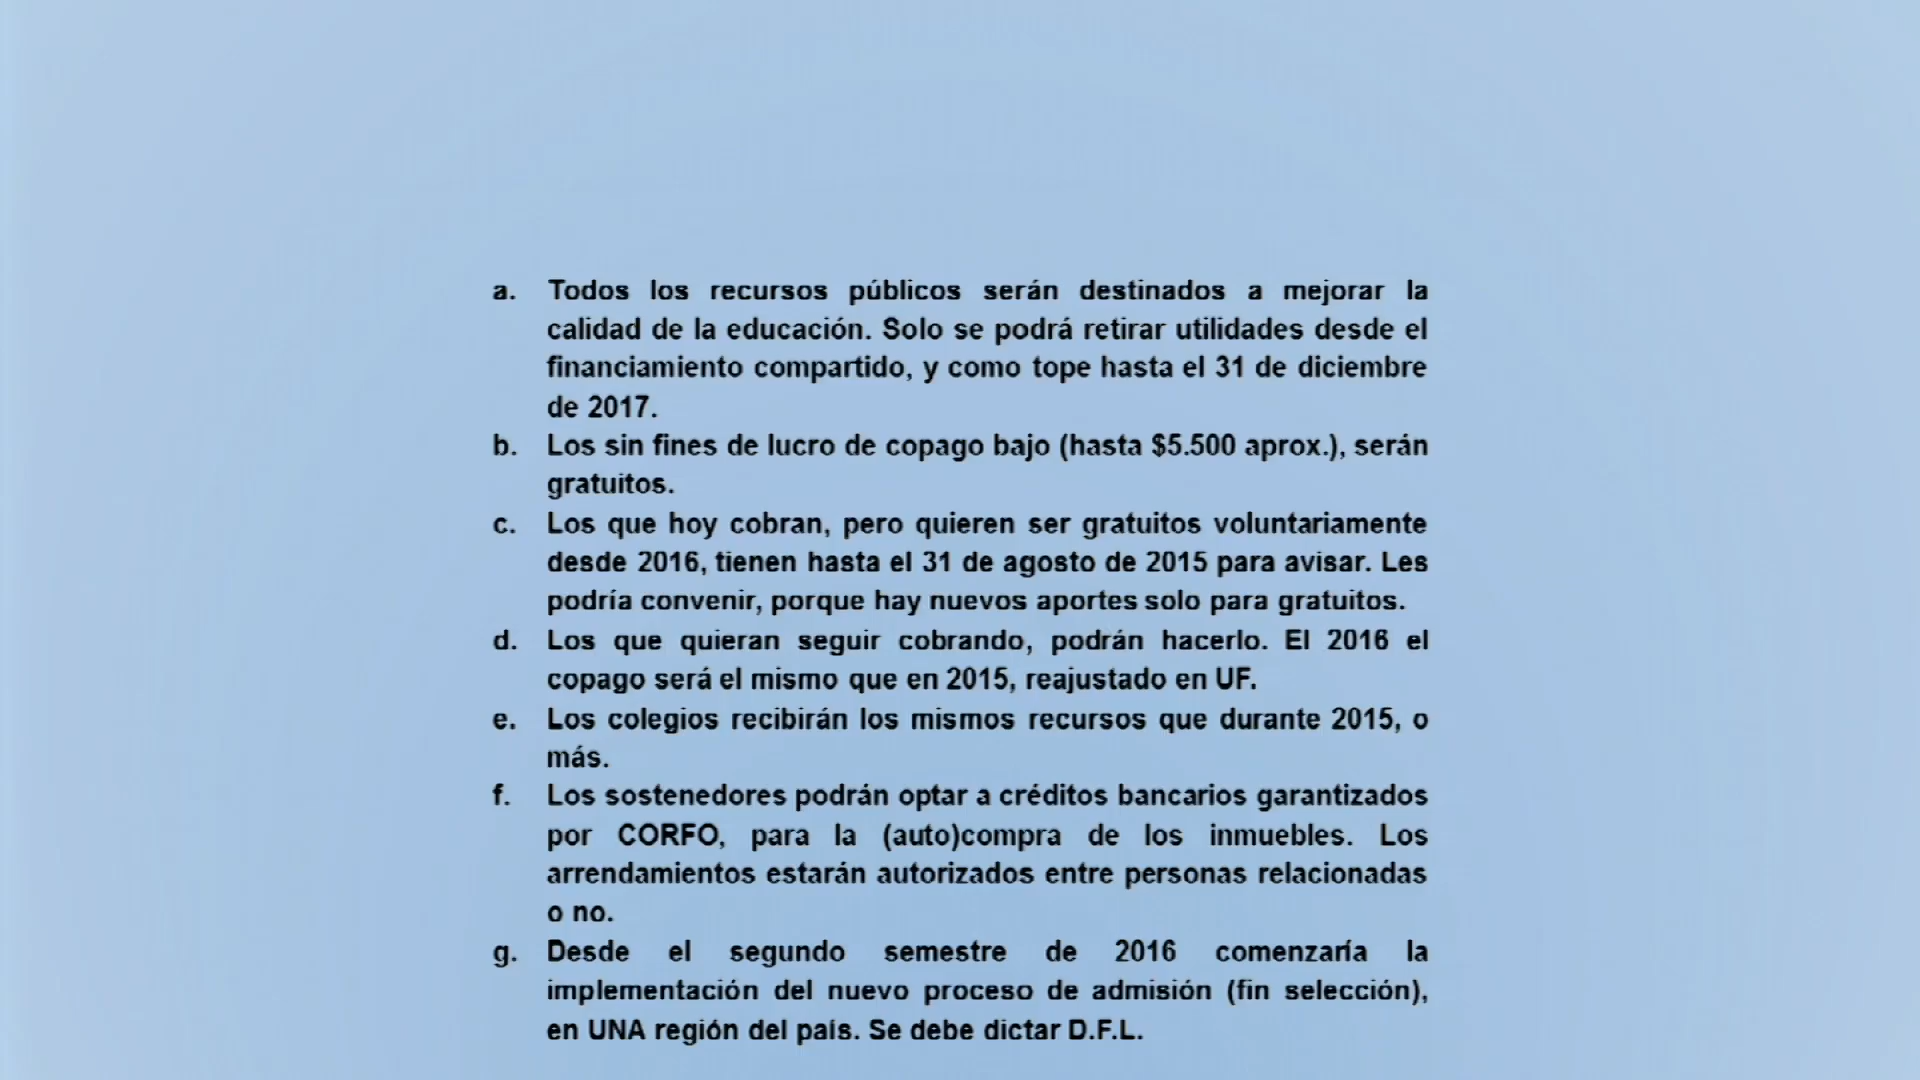 a. Todos los recursos públicos serán destinados a mejorar la
calidad de la educación. Solo se podrá retirar utilidades desde el
financiamiento compartido, y como tope hasta el 31 de diciembre
de 2017.
b. Los sin fines de lucro de copago bajo (hasta $5.500 aprox.), serán
gratuitos.
c. Los que hoy cobran, pero quieren ser gratuitos voluntariamente
desde 2016, tienen hasta el 31 de agosto de 2015 para avisar. Les
podría convenir, porque hay nuevos aportes solo para gratuitos.
d. Los que quieran seguir cobrando, podrán hacerlo. El 2016 el
copago será el mismo que en 2015, reajustado en UF.
e. Los colegios recibirán los mismos recursos que durante 2015, o
más.
f. Los sostenedores podrán optar a créditos bancarios garantizados
por CORFO, para la (auto)compra de los inmuebles. Los
arrendamientos estarán autorizados entre personas relacionadas
o no.
g. Desde el segundo semestre de 2016 comenzaría la
implementación del nuevo proceso de admisión (fin selección),
en UNA región del país. Se debe dictar D.F.L.